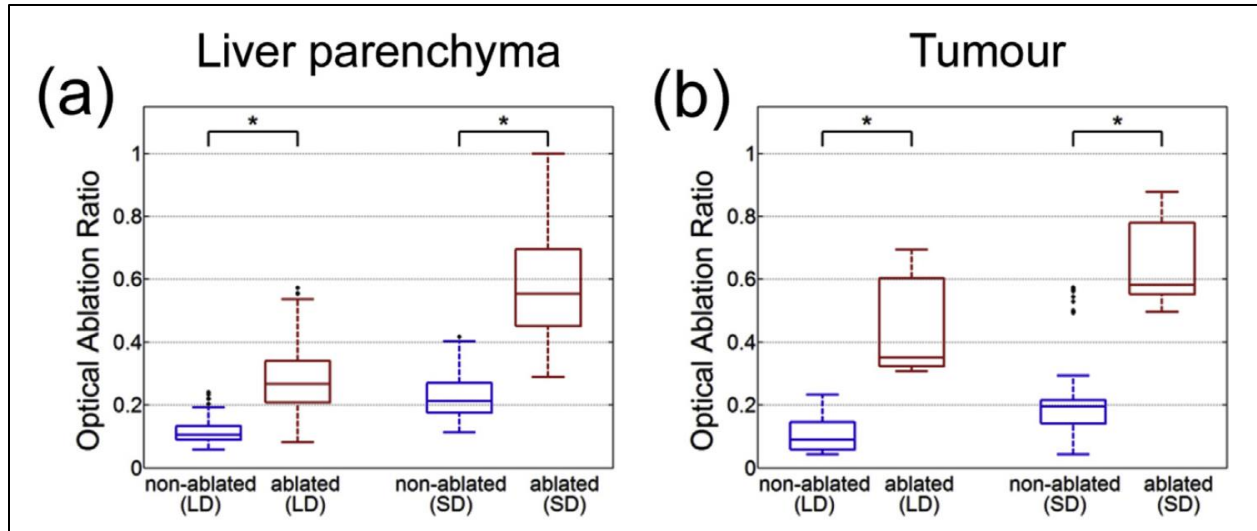 Liver parenchyma
Tumour
(a)
(b)
Optical Ablation Ratio
1
0.8
0.6
0.4
0.2
0
*
*
non-ablated
(LD)
ablated
(LD)
non-ablated
(SD)
ablated
(SD)
Optical Ablation Ratio
1
0.8
0.6
0.4
0.2
0
*
*
non-ablated
(LD)
ablated
(LD)
non-ablated
(SD)
ablated
(SD)